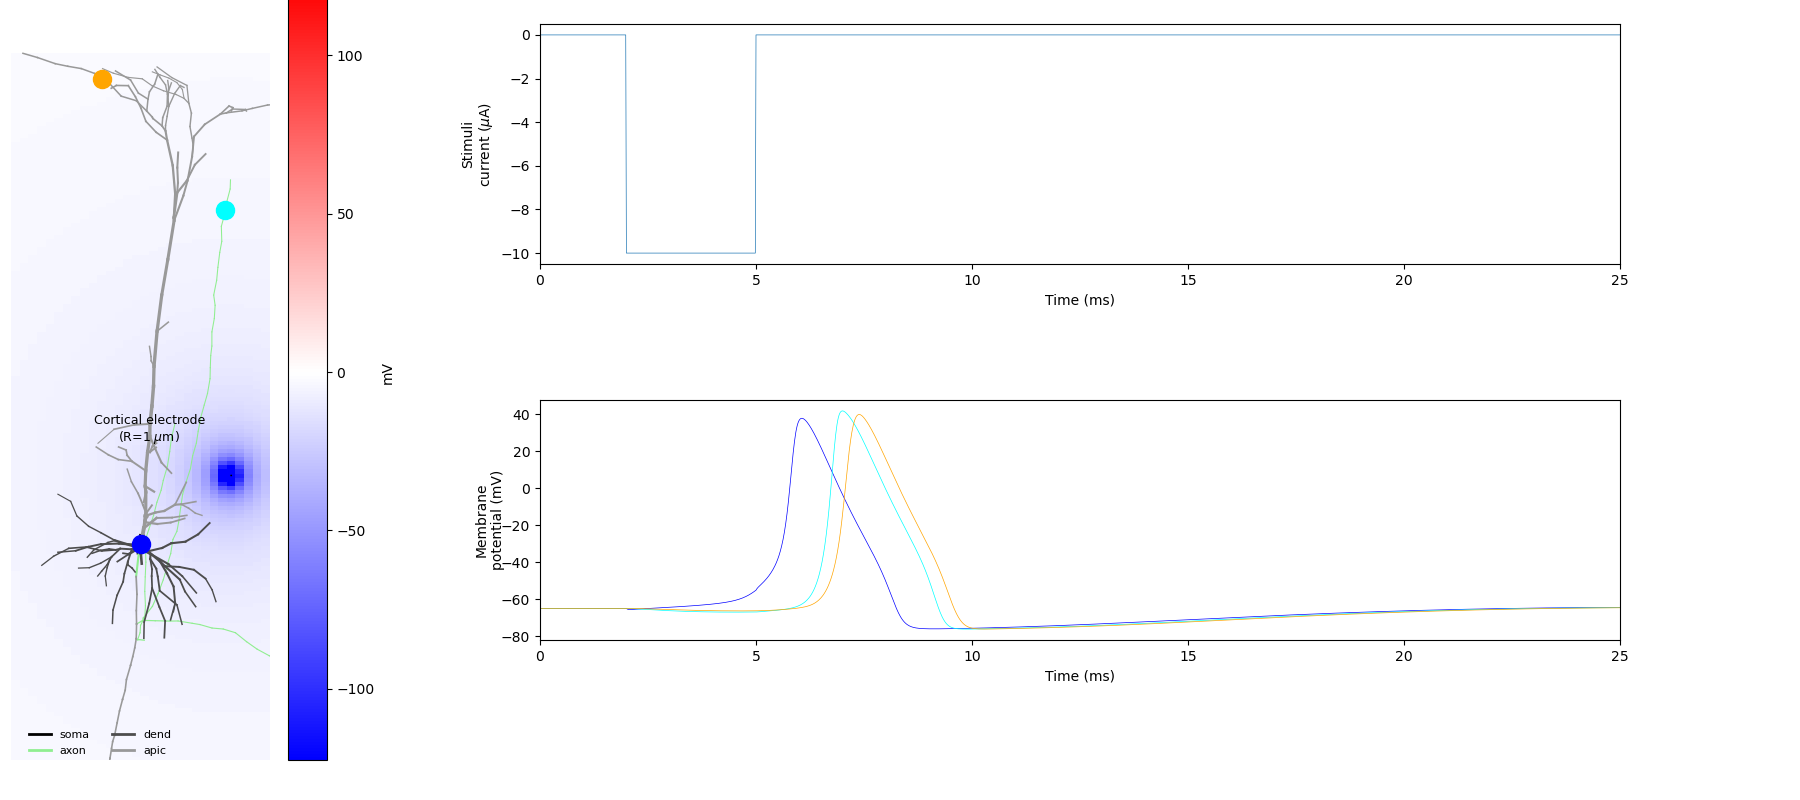 100
50
0
−50
−100
mV
Cortical electrode
(R=1 μm)
soma
axon
dend
apic
Stimuli
current (μA)
0
−2
−4
−6
−8
−10
0 5 10 15 20 25
Time (ms)
Membrane
potential (mV)
40
20
0
−20
−40
−60
−80
0 5 10 15 20 25
Time (ms)